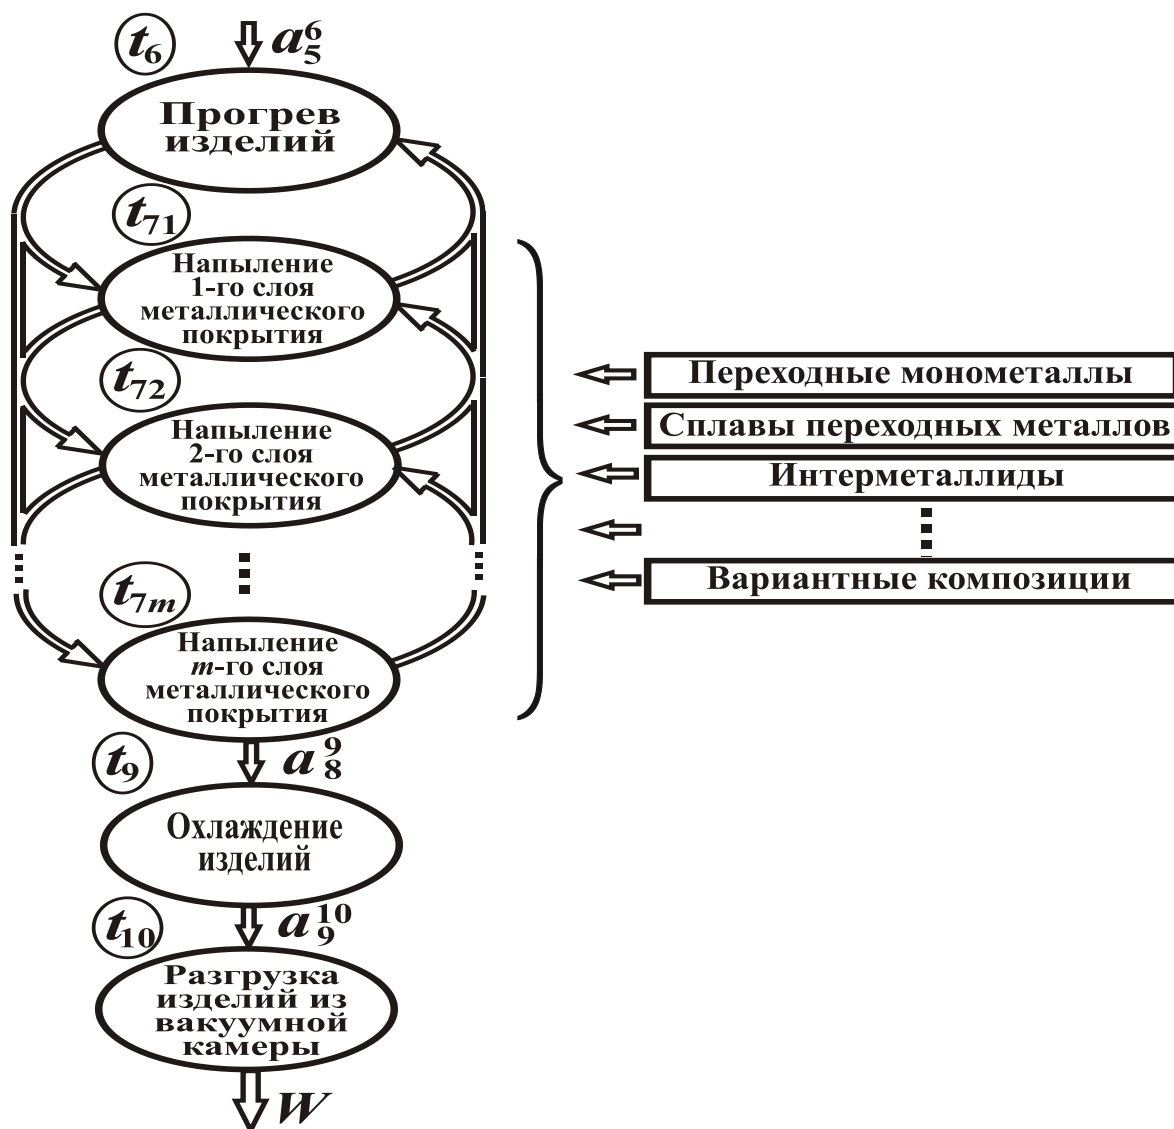 t₆ a₅⁶
Прогрев
изделий
t₇₁
Напыление
1-го слоя
металлического
покрытия
t₇₂
Напыление
2-го слоя
металлического
покрытия
t₇ₘ
Напыление
m-го слоя
металлического
покрытия
Переходные монометаллы
Сплавы переходных металлов
Интерметаллиды
Вариантные композиции
t₉ a₈⁹
Охлаждение
изделий
t₁₀ a₉¹⁰
Разгрузка
изделий из
вакуумной
камеры
W